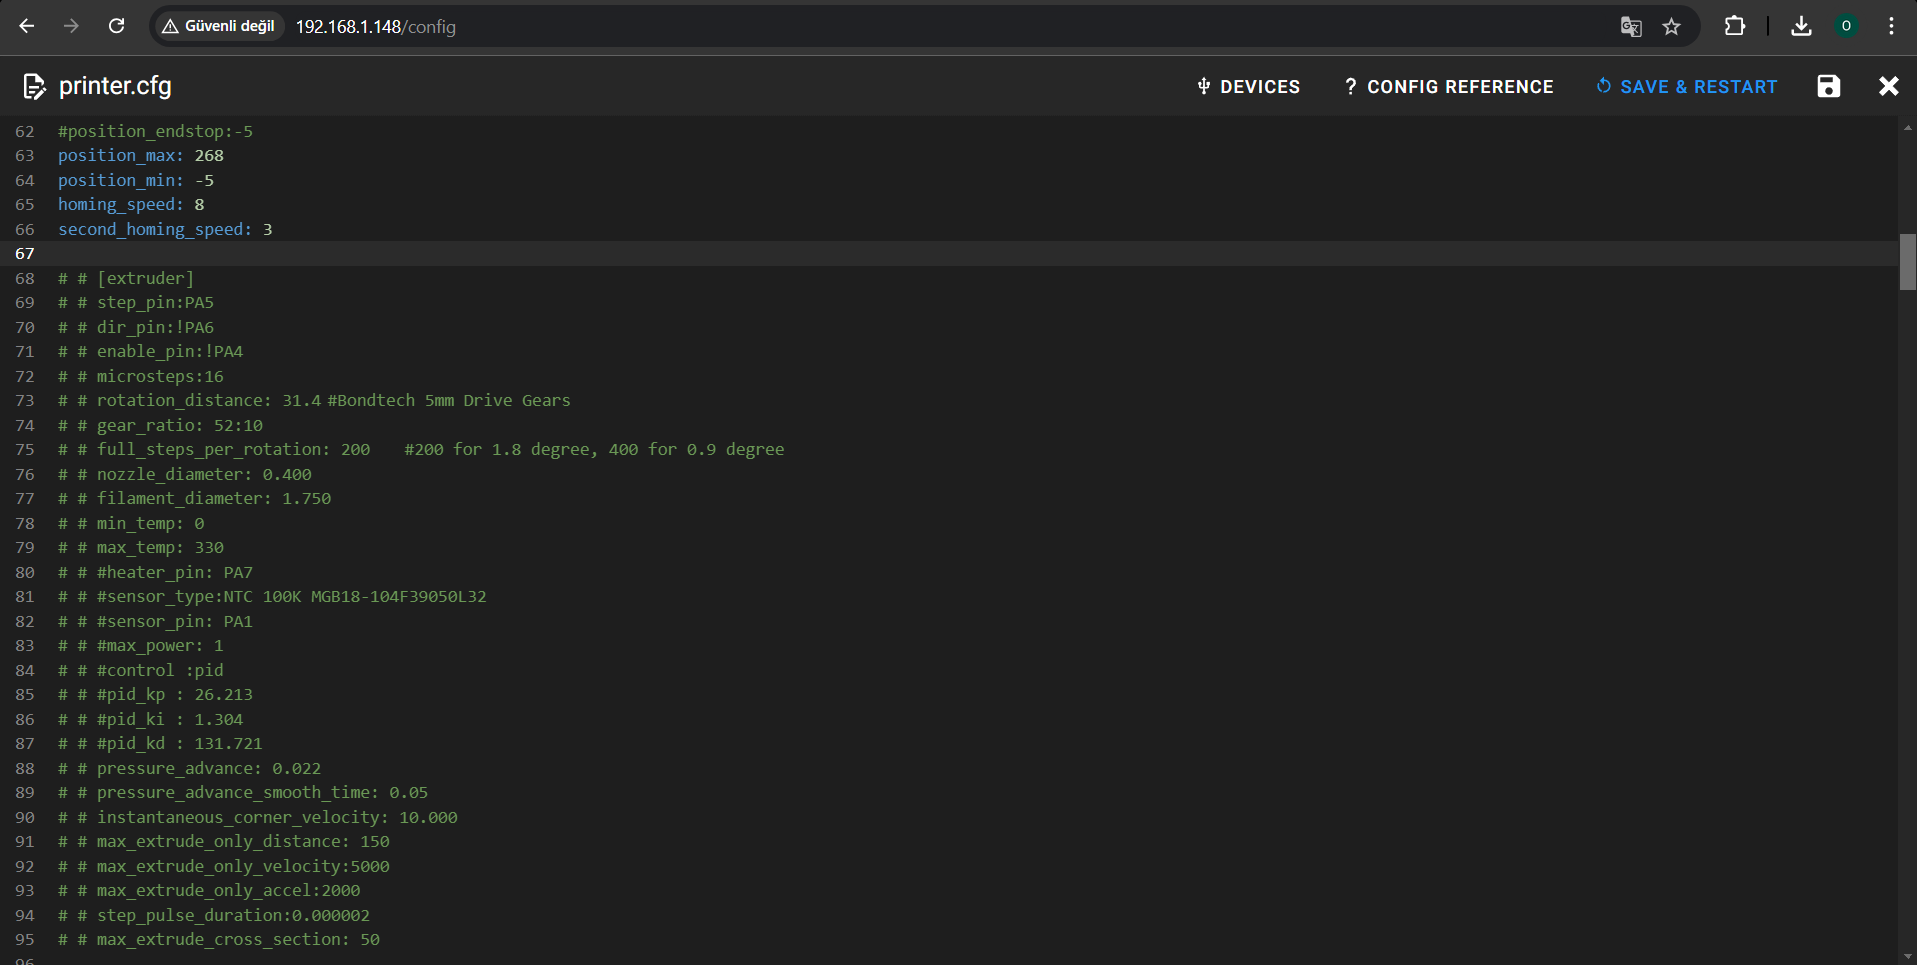 Güvenli değil 192.168.1.148/config O
printer.cfg DEVICES ? CONFIG REFERENCE SAVE & RESTART
62 #position_endstop:-5
63 position_max: 268
64 position_min: -5
65 homing_speed: 8
66 second_homing_speed: 3
67
68 # # [extruder]
69 # # step_pin:PA5
70 # # dir_pin:!PA6
71 # # enable_pin:!PA4
72 # # microsteps:16
73 # # rotation_distance: 31.4 #Bondtech 5mm Drive Gears
74 # # gear_ratio: 52:10
75 # # full_steps_per_rotation: 200    #200 for 1.8 degree, 400 for 0.9 degree
76 # # nozzle_diameter: 0.400
77 # # filament_diameter: 1.750
78 # # min_temp: 0
79 # # max_temp: 330
80 # # #heater_pin: PA7
81 # # #sensor_type:NTC 100K MGB18-104F39050L32
82 # # #sensor_pin: PA1
83 # # #max_power: 1
84 # # #control :pid
85 # # #pid_kp : 26.213
86 # # #pid_ki : 1.304
87 # # #pid_kd : 131.721
88 # # pressure_advance: 0.022
89 # # pressure_advance_smooth_time: 0.05
90 # # instantaneous_corner_velocity: 10.000
91 # # max_extrude_only_distance: 150
92 # # max_extrude_only_velocity:5000
93 # # max_extrude_only_accel:2000
94 # # step_pulse_duration:0.000002
95 # # max_extrude_cross_section: 50
96